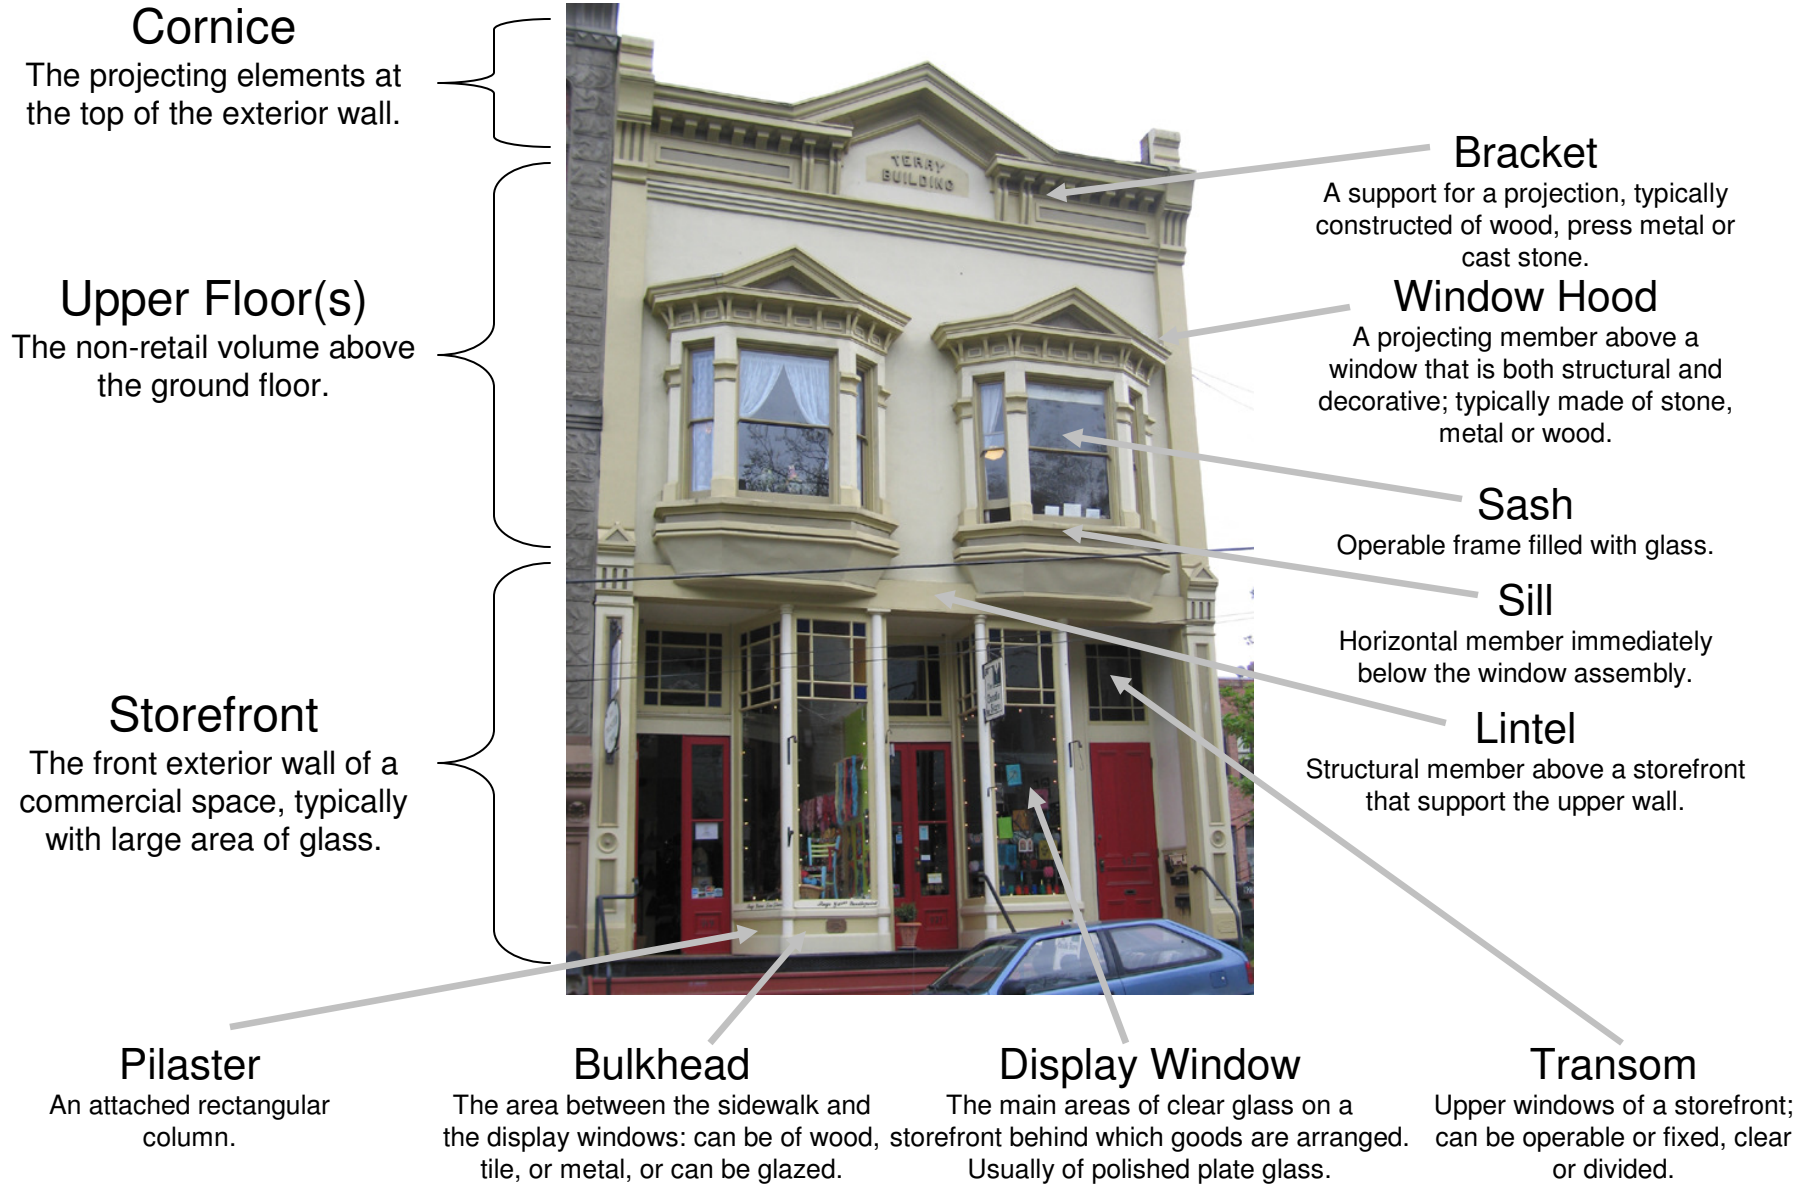 Cornice
The projecting elements at
the top of the exterior wall.
Upper Floor(s)
The non-retail volume above
the ground floor.
Storefront
The front exterior wall of a
commercial space, typically
with large area of glass.
TERRY
BUILDING
Bracket
A support for a projection, typically
constructed of wood, press metal or
cast stone.
Window Hood
A projecting member above a
window that is both structural and
decorative; typically made of stone,
metal or wood.
Sash
Operable frame filled with glass.
Sill
Horizontal member immediately
below the window assembly.
Lintel
Structural member above a storefront
that support the upper wall.
Pilaster
An attached rectangular
column.
Bulkhead
The area between the sidewalk and
the display windows: can be of wood,
tile, or metal, or can be glazed.
Display Window
The main areas of clear glass on a
storefront behind which goods are arranged.
Usually of polished plate glass.
Transom
Upper windows of a storefront;
can be operable or fixed, clear
or divided.